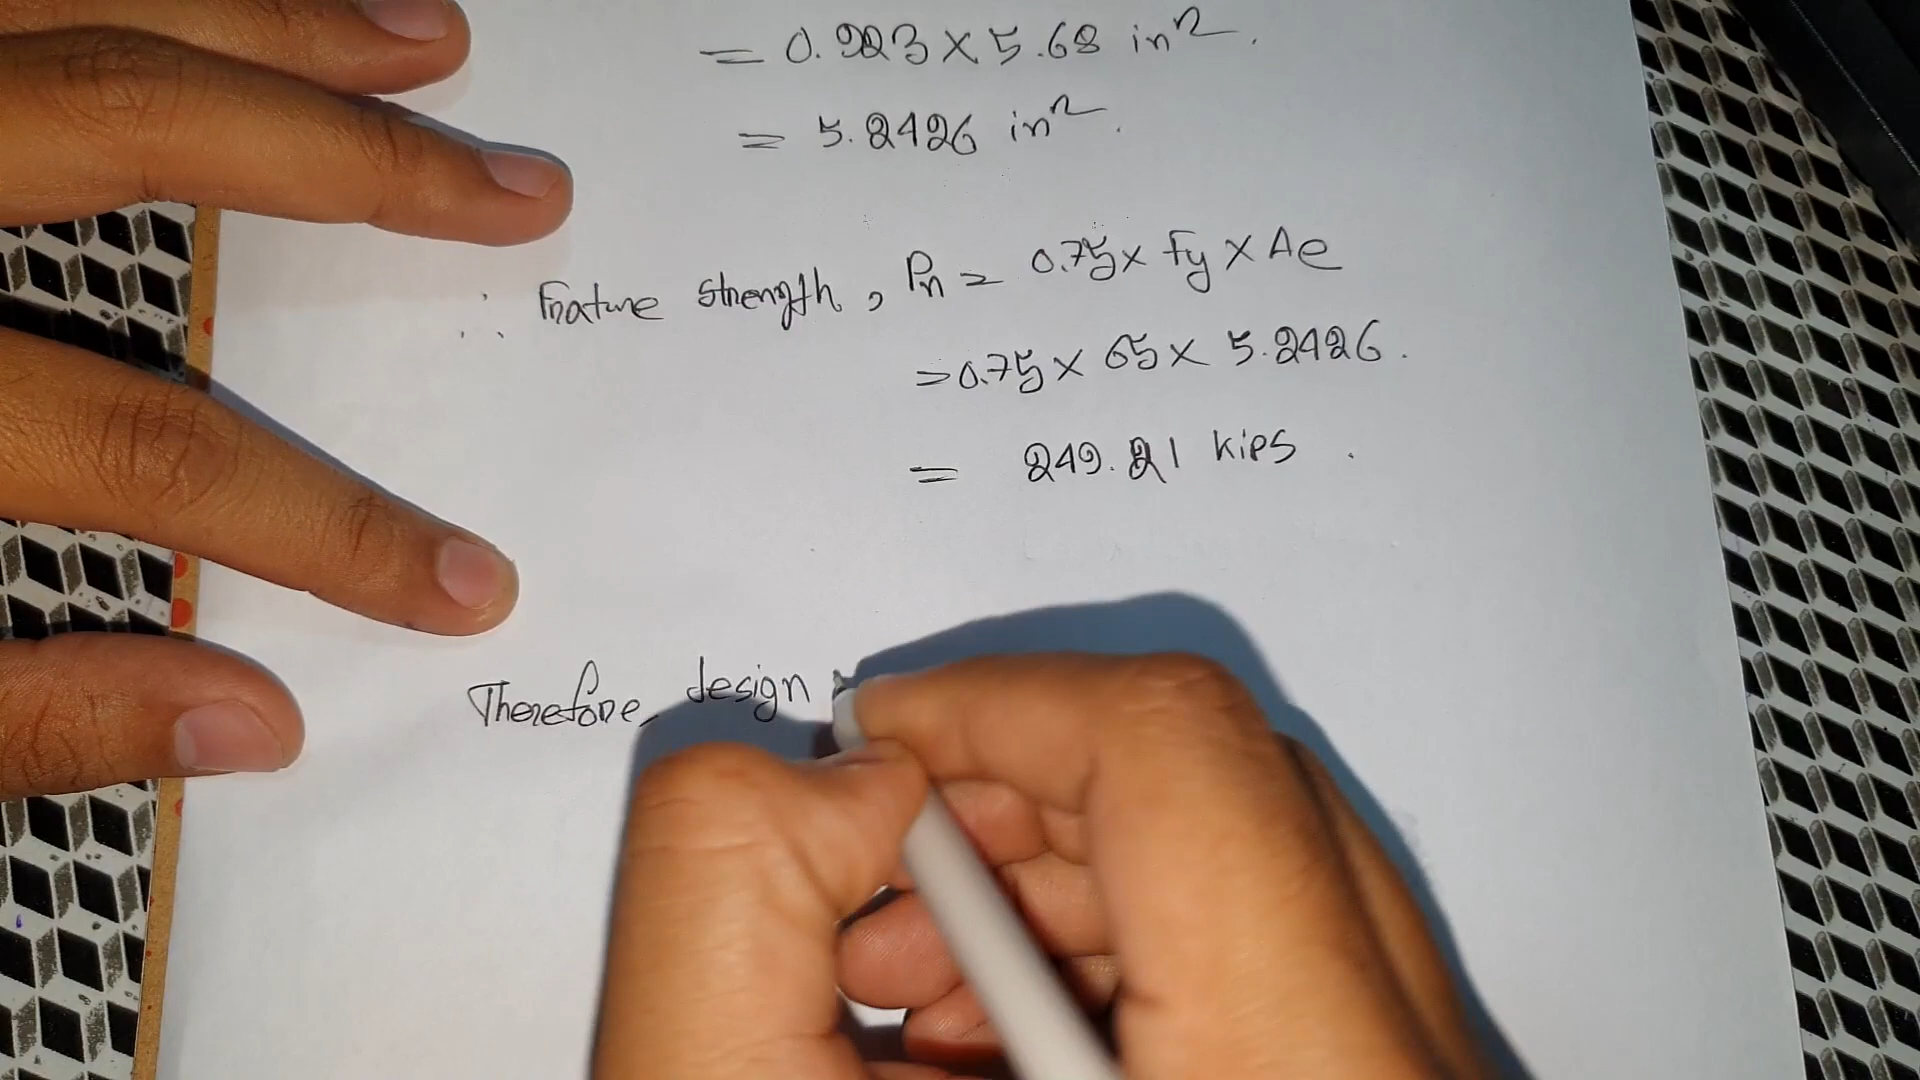 = 0.923 × 5.68 in².
= 5.2426 in².
∴ Fracture strength, Pn = 0.75 × Fy × Ae
= 0.75 × 65 × 5.2426.
= 249.21 kips.
Therefore, design